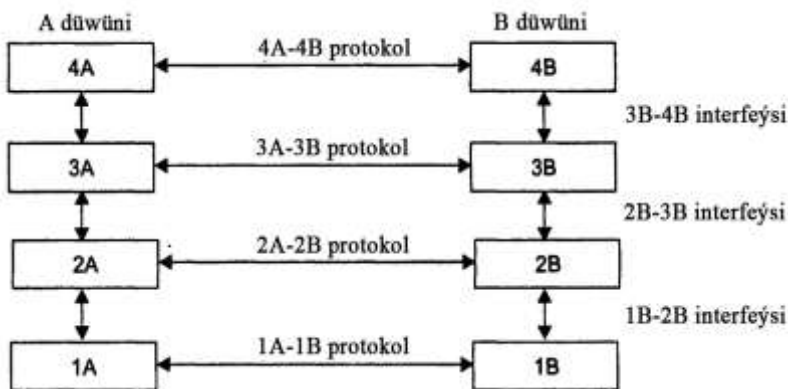 A düwüni B düwüni
4A 4A-4B protokol 4B
3B-4B interfeýsi
3A 3A-3B protokol 3B
2B-3B interfeýsi
2A 2A-2B protokol 2B
1B-2B interfeýsi
1A 1A-1B protokol 1B